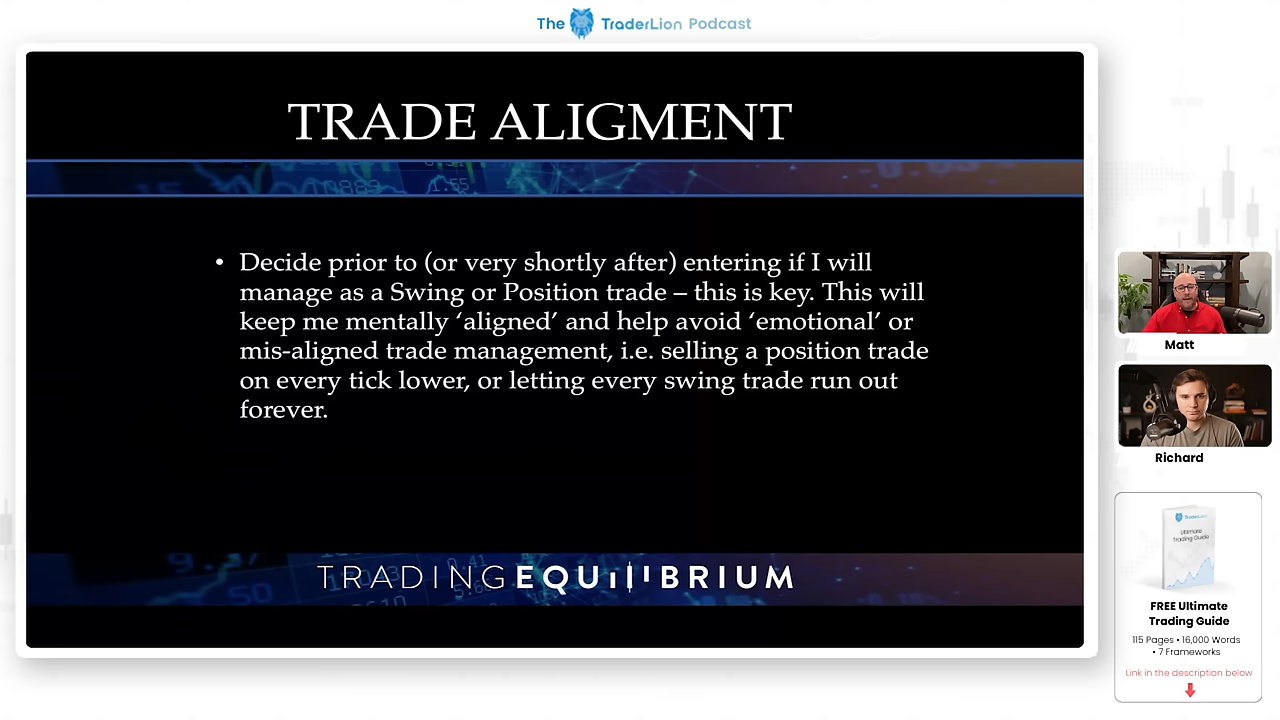 The TraderLion Podcast
TRADE ALIGMENT
• Decide prior to (or very shortly after) entering if I will
manage as a Swing or Position trade – this is key. This will
keep me mentally ‘aligned’ and help avoid ‘emotional’ or
mis-aligned trade management, i.e. selling a position trade
on every tick lower, or letting every swing trade run out
forever.
TRADINGEQUILIBRIUM
Matt
Richard
TraderLion
Ultimate
Trading Guide
FREE Ultimate
Trading Guide
115 Pages • 16,000 Words
• 7 Frameworks
Link in the description below